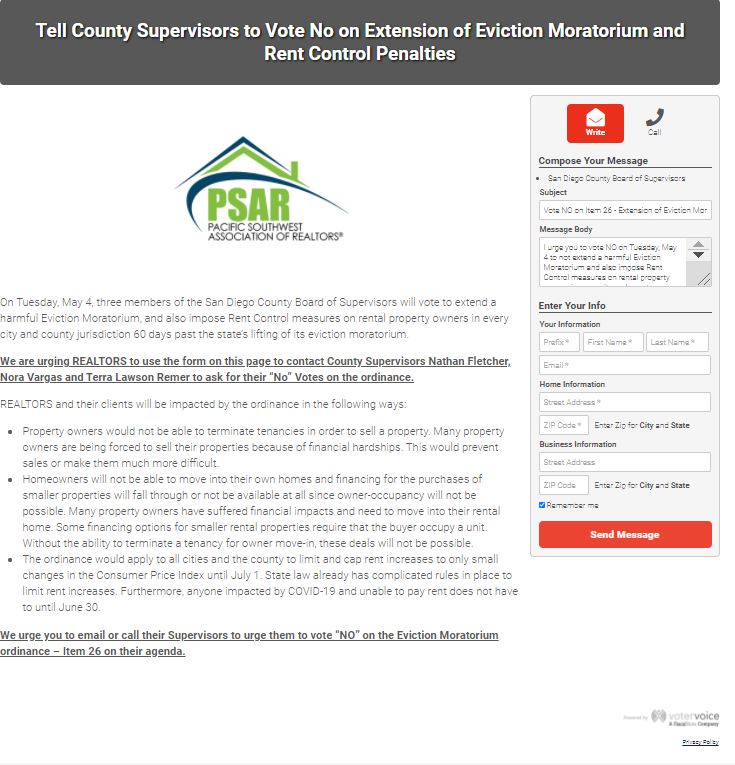 Tell County Supervisors to Vote No on Extension of Eviction Moratorium and
Rent Control Penalties
PSAR
PACIFIC SOUTHWEST
ASSOCIATION OF REALTORS®
On Tuesday, May 4, three members of the San Diego County Board of Supervisors will vote to extend a
harmful Eviction Moratorium, and also impose Rent Control measures on rental property owners in every
city and county jurisdiction 60 days past the state's lifting of its eviction moratorium.
We are urging REALTORS to use the form on this page to contact County Supervisors Nathan Fletcher,
Nora Vargas and Terra Lawson Remer to ask for their "No" Votes on the ordinance.
REALTORS and their clients will be impacted by the ordinance in the following ways:
• Property owners would not be able to terminate tenancies in order to sell a property. Many property
owners are being forced to sell their properties because of financial hardships. This would prevent
sales or make them much more difficult.
• Homeowners will not be able to move into their own homes and financing for the purchases of
smaller properties will fall through or not be available at all since owner-occupancy will not be
possible. Many property owners have suffered financial impacts and need to move into their rental
home. Some financing options for smaller rental properties require that the buyer occupy a unit.
Without the ability to terminate a tenancy for owner move-in, these deals will not be possible.
• The ordinance would apply to all cities and the county to limit and cap rent increases to only small
changes in the Consumer Price Index until July 1. State law already has complicated rules in place to
limit rent increases. Furthermore, anyone impacted by COVID-19 and unable to pay rent does not have
to until June 30.
We urge you to email or call their Supervisors to urge them to vote "NO" on the Eviction Moratorium
ordinance – Item 26 on their agenda.
Write
Call
Compose Your Message
• San Diego County Board of Supervisors
Subject
Vote NO on Item 26 - Extension of Eviction Mor
Message Body
I urge you to vote NO on Tuesday, May
4 to not extend a harmful Eviction
Moratorium and also impose Rent
Control measures on rental property
Enter Your Info
Your Information
Prefix * First Name * Last Name *
Email *
Home Information
Street Address *
ZIP Code * Enter Zip for City and State
Business Information
Street Address
ZIP Code Enter Zip for City and State
Remember me
Send Message
Powered by votervoice
A FiscalNote Company
Privacy Policy